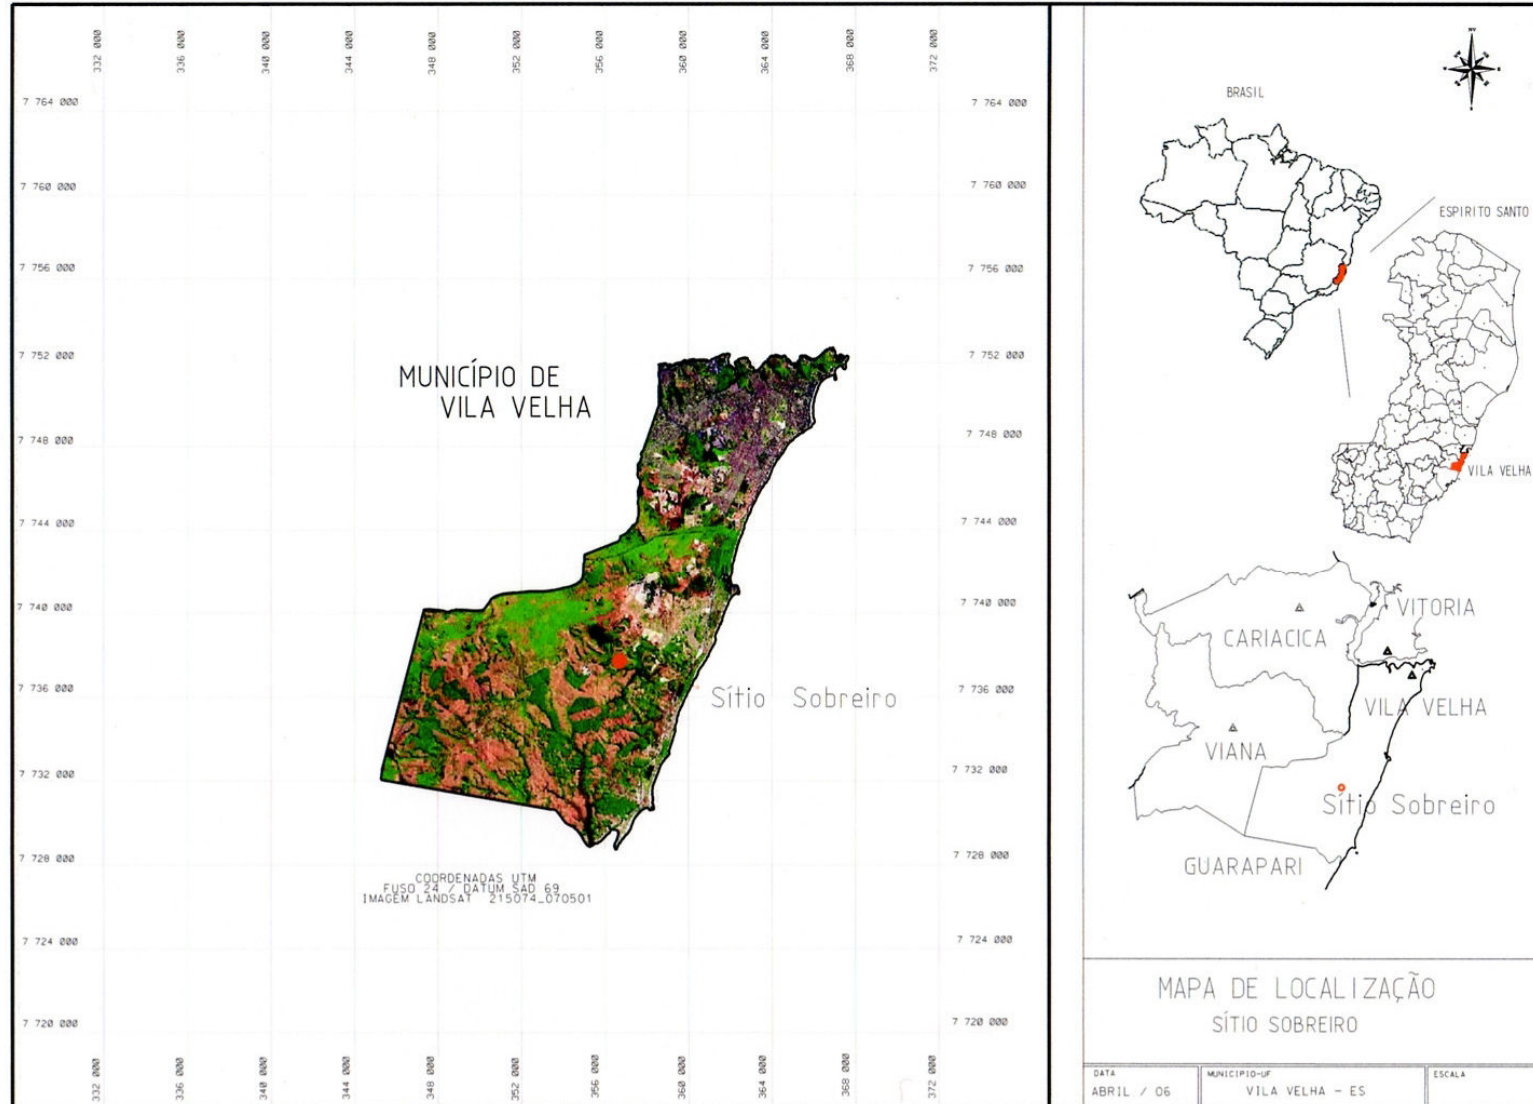 332 000
336 000
340 000
344 000
348 000
352 000
356 000
360 000
364 000
368 000
372 000
7 764 000
7 764 000
7 760 000
7 760 000
7 756 000
7 756 000
7 752 000
7 752 000
7 748 000
7 748 000
7 744 000
7 744 000
7 740 000
7 740 000
7 736 000
7 736 000
7 732 000
7 732 000
7 728 000
7 728 000
7 724 000
7 724 000
7 720 000
7 720 000
MUNICÍPIO DE
VILA VELHA
Sítio Sobreiro
COORDENADAS UTM
FUSO 24 / DATUM SAD 69
IMAGEM LANDSAT 215074_070501
332 000
336 000
340 000
344 000
348 000
352 000
356 000
360 000
364 000
368 000
372 000
BRASIL
ESPIRITO SANTO
VILA VELHA
VITORIA
CARIACICA
VILA VELHA
VIANA
Sítio Sobreiro
GUARAPARI
MAPA DE LOCALIZAÇÃO
SÍTIO SOBREIRO
DATA
ABRIL / 06
MUNICIPIO-UF
VILA VELHA - ES
ESCALA